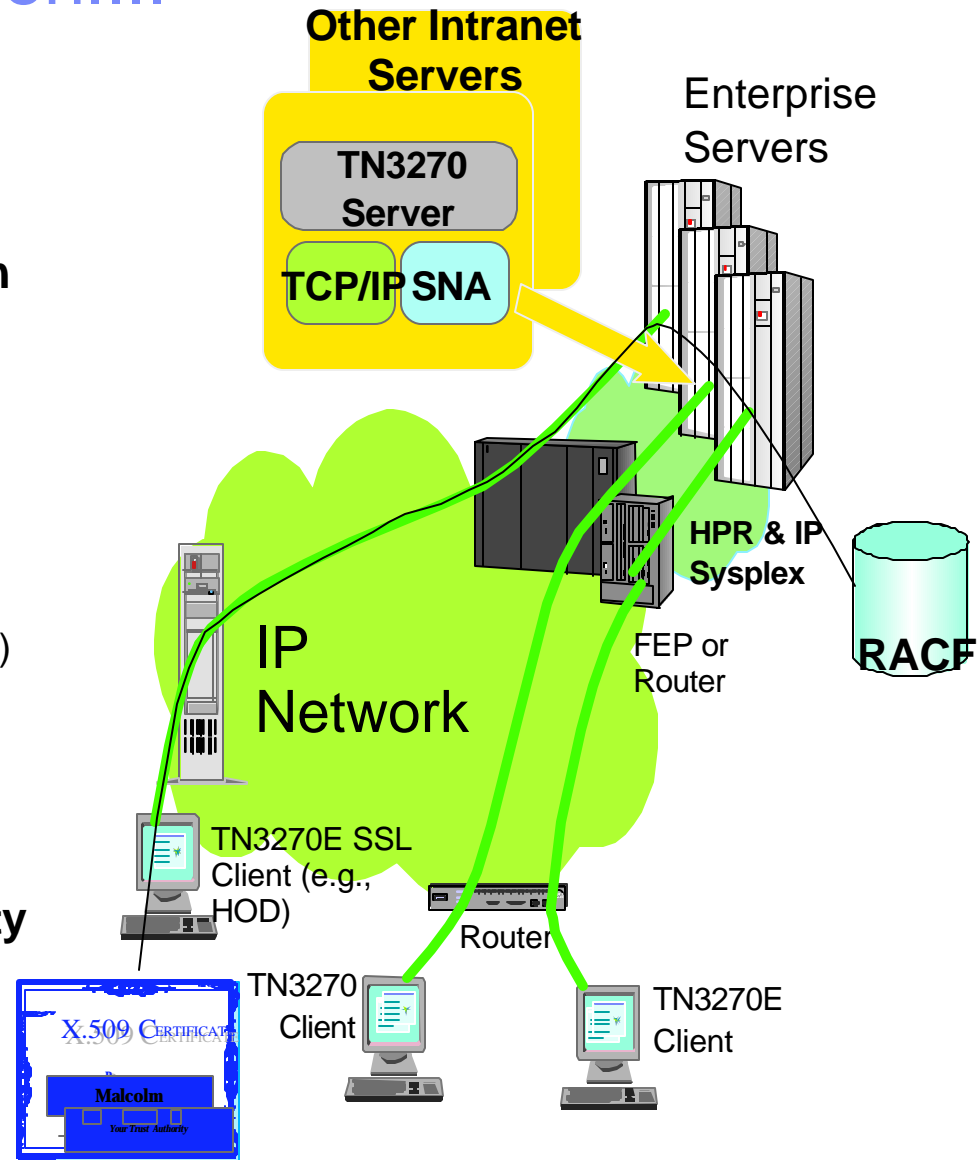 Other Intranet
Servers
Enterprise
Servers
TN3270
Server
TCP/IP
SNA
HPR & IP
Sysplex
)
FEP or
Router
RACF
IP
Network
TN3270E SSL
Client (e.g.,
HOD)
Router
TN3270
Client
TN3270E
Client
X.509 CERTIFICAT
Malcolm
Your Trust Authority